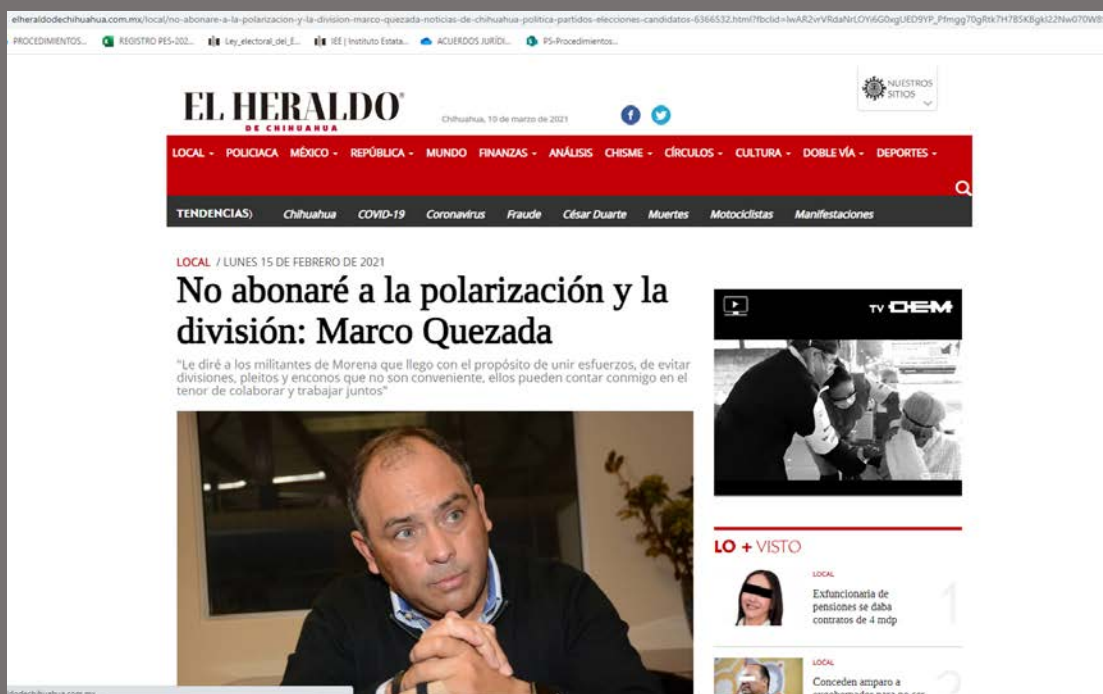 elheraldodechihuahua.com.mx/local/no-abonare-a-la-polarizacion-y-la-division-marco-quezada-noticias-de-chihuahua-politica-partidos-elecciones-candidatos-6366532.html?fbclid=
PROCEDIMIENTOS... REGISTRO PES-202... Ley_electoral_del_E... IEE | Instituto Estata... ACUERDOS JURÍDI... PS-Procedimientos...
NUESTROS
SITIOS
EL HERALDO
DE CHIHUAHUA
Chihuahua, 10 de marzo de 2021
LOCAL POLICIACA MÉXICO REPÚBLICA MUNDO FINANZAS ANÁLISIS CHISME CÍRCULOS CULTURA DOBLE VÍA DEPORTES
TENDENCIAS) Chihuahua COVID-19 Coronavirus Fraude César Duarte Muertes Motociclistas Manifestaciones
LOCAL / LUNES 15 DE FEBRERO DE 2021
No abonaré a la polarización y la
división: Marco Quezada
"Le diré a los militantes de Morena que llego con el propósito de unir esfuerzos, de evitar
divisiones, pleitos y enconos que no son conveniente, ellos pueden contar conmigo en el
tenor de colaborar y trabajar juntos"
TV OEM
LO + VISTO
LOCAL
Exfuncionaria de
pensiones se daba
contratos de 4 mdp
1
LOCAL
Conceden amparo a
2